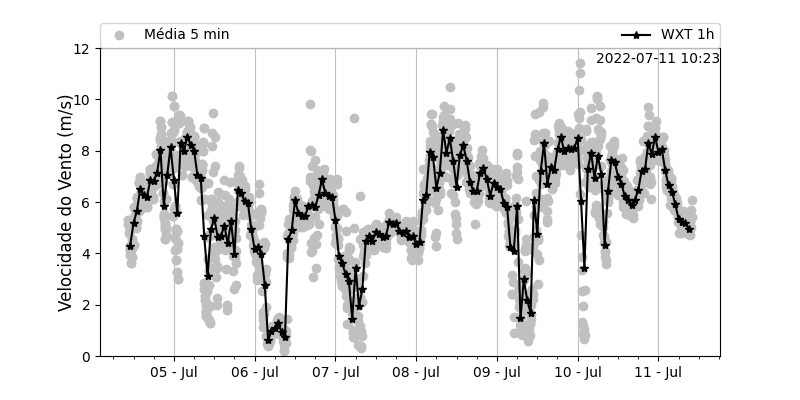 Média 5 min
WXT 1h
2022-07-11 10:23
Velocidade do Vento (m/s)
12
10
8
6
4
2
0
05 - Jul
06 - Jul
07 - Jul
08 - Jul
09 - Jul
10 - Jul
11 - Jul